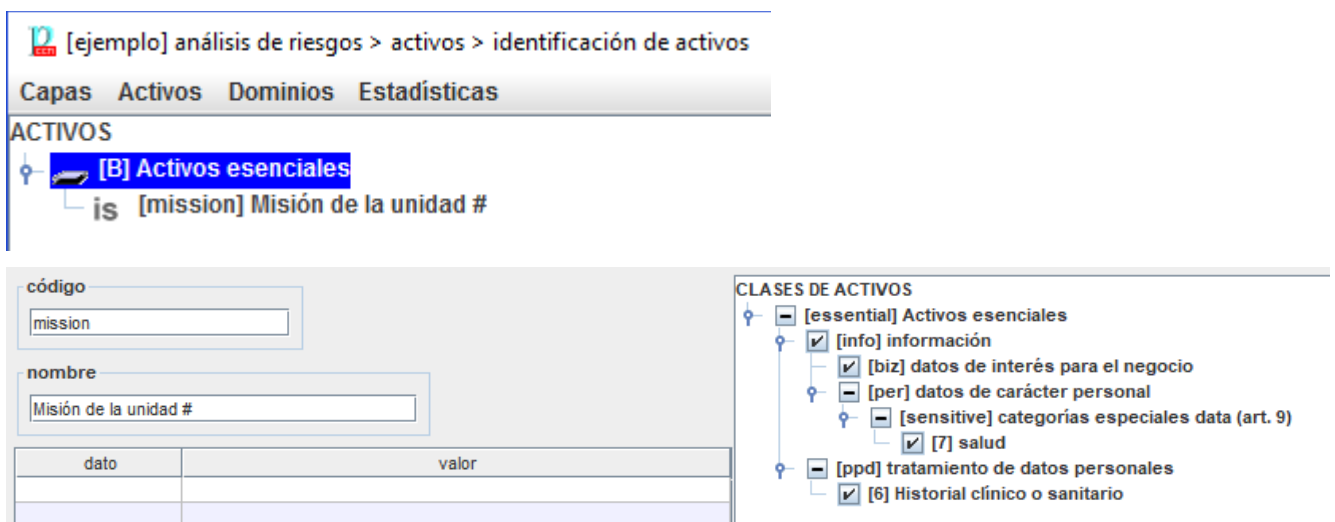 [ejemplo] análisis de riesgos > activos > identificación de activos
Capas Activos Dominios Estadísticas
ACTIVOS
[B] Activos esenciales
is [mission] Misión de la unidad #
código
mission
nombre
Misión de la unidad #
dato valor
CLASES DE ACTIVOS
[essential] Activos esenciales
[info] información
[biz] datos de interés para el negocio
[per] datos de carácter personal
[sensitive] categorías especiales data (art. 9)
[7] salud
[ppd] tratamiento de datos personales
[6] Historial clínico o sanitario